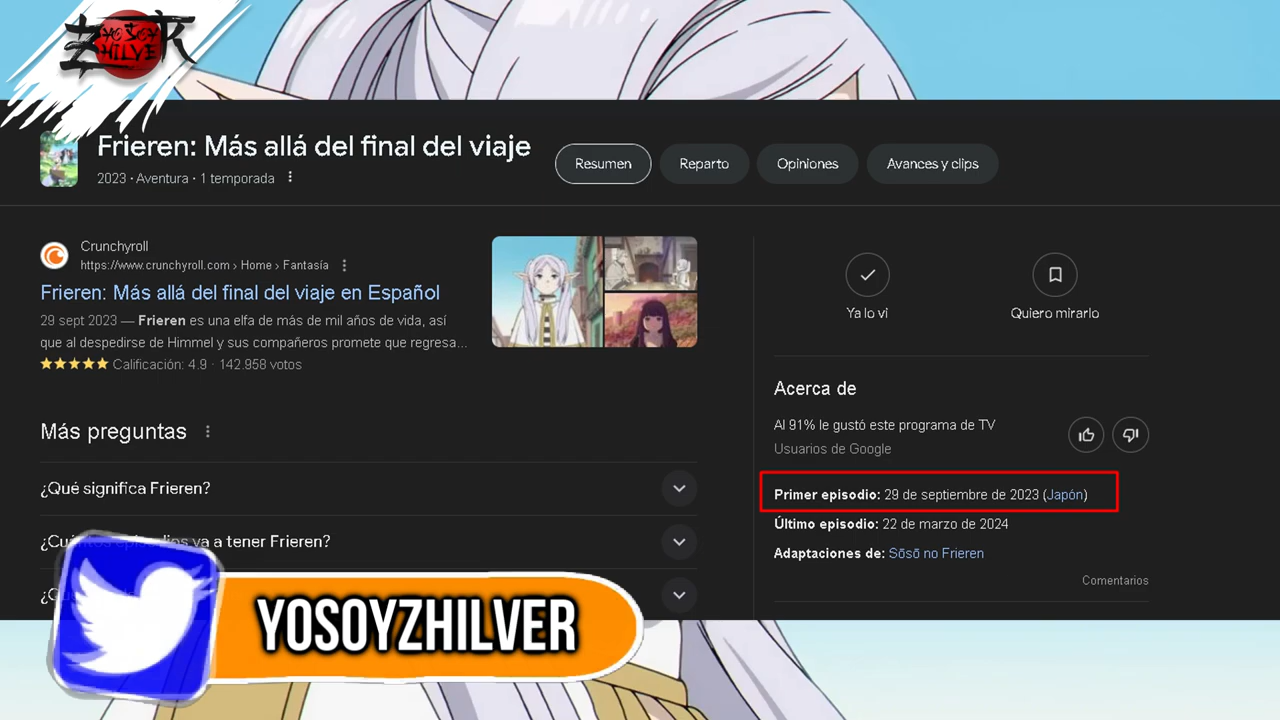 YO SOY
ZHILVER
Frieren: Más allá del final del viaje
2023 · Aventura · 1 temporada
Resumen
Reparto
Opiniones
Avances y clips
Crunchyroll
https://www.crunchyroll.com › Home › Fantasía
Frieren: Más allá del final del viaje en Español
29 sept 2023 — Frieren es una elfa de más de mil años de vida, así
que al despedirse de Himmel y sus compañeros promete que regresa...
Calificación: 4.9 · 142.958 votos
Más preguntas
¿Qué significa Frieren?
¿Cuántos episodios va a tener Frieren?
Ya lo vi
Quiero mirarlo
Acerca de
Al 91% le gustó este programa de TV
Usuarios de Google
Primer episodio: 29 de septiembre de 2023 (Japón)
Último episodio: 22 de marzo de 2024
Adaptaciones de: Sōsō no Frieren
Comentarios
YOSOYZHILVER